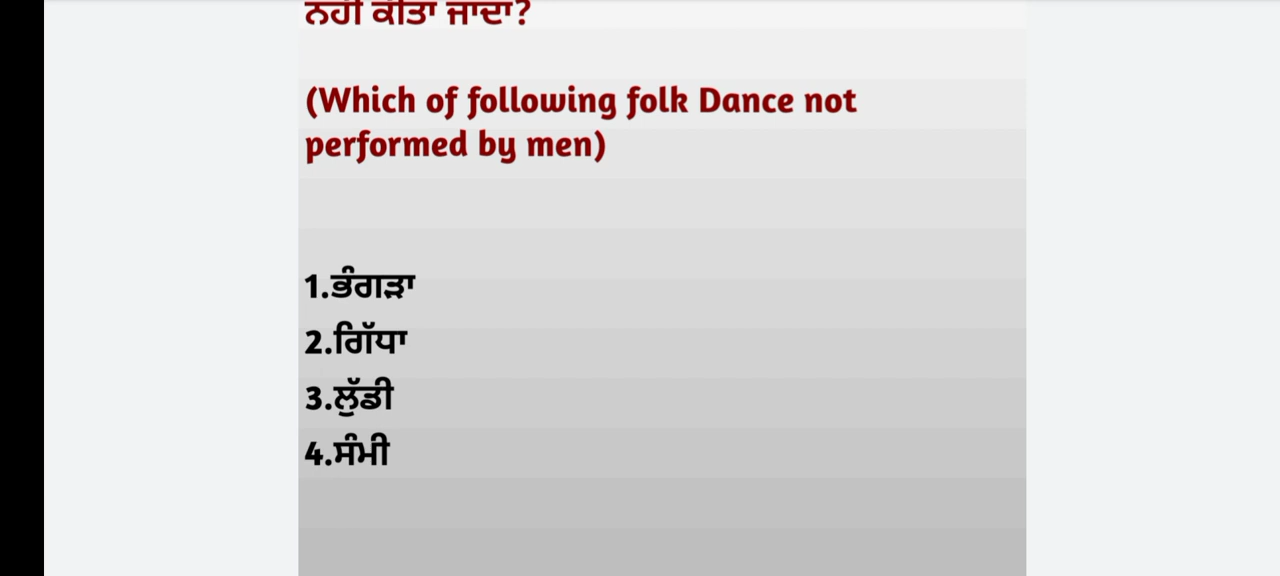 ਨਹੀਂ ਕੀਤਾ ਜਾਂਦਾ?
(Which of following folk Dance not
performed by men)
1.ਭੰਗੜਾ
2.ਗਿੱਧਾ
3.ਲੁੱਡੀ
4.ਸੰਮੀ